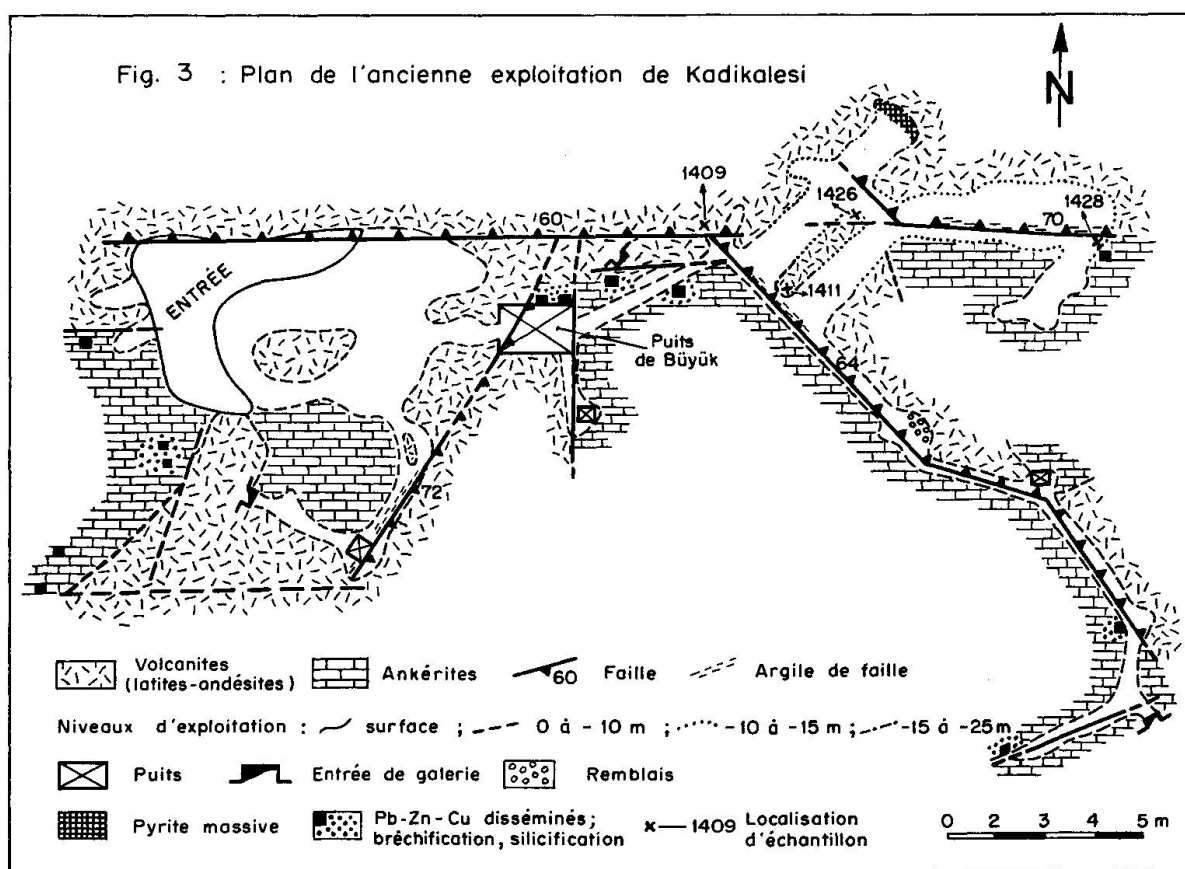 Fig. 3 : Plan de l'ancienne exploitation de Kadikalesi
N
1409
1426
1428
60
70
ENTRÉE
1411
Puits
de Büyük
64
72
Volcanites
(latites-andésites)
Ankérites
60
Faille
Argile de faille
Niveaux d'exploitation : surface ; 0 à - 10 m ; -10 à -15 m ; -15 à -25 m
Puits
Entrée de galerie
Remblais
Pyrite massive
Pb-Zn-Cu disséminés;
bréchification, silicification
x — 1409 Localisation
d'échantillon
0 1 2 3 4 5 m